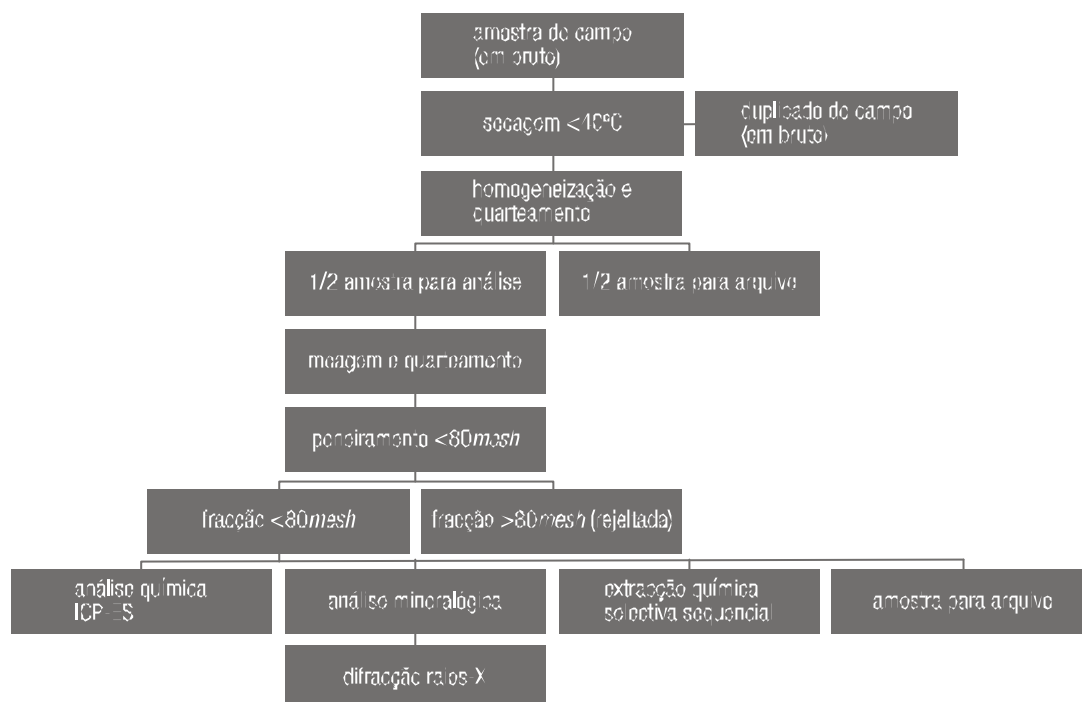 amostra de campo
(em bruto)
secagem <40ºC
duplicado de campo
(em bruto)
homogeneização e
quarteamento
1/2 amostra para análise
1/2 amostra para arquivo
moagem e quarteamento
peneiramento <80mesh
fracção <80mesh
fracção >80mesh (rejeitada)
análise química
ICP-ES
análise mineralógica
extracção química
selectiva sequencial
amostra para arquivo
difracção raios-X